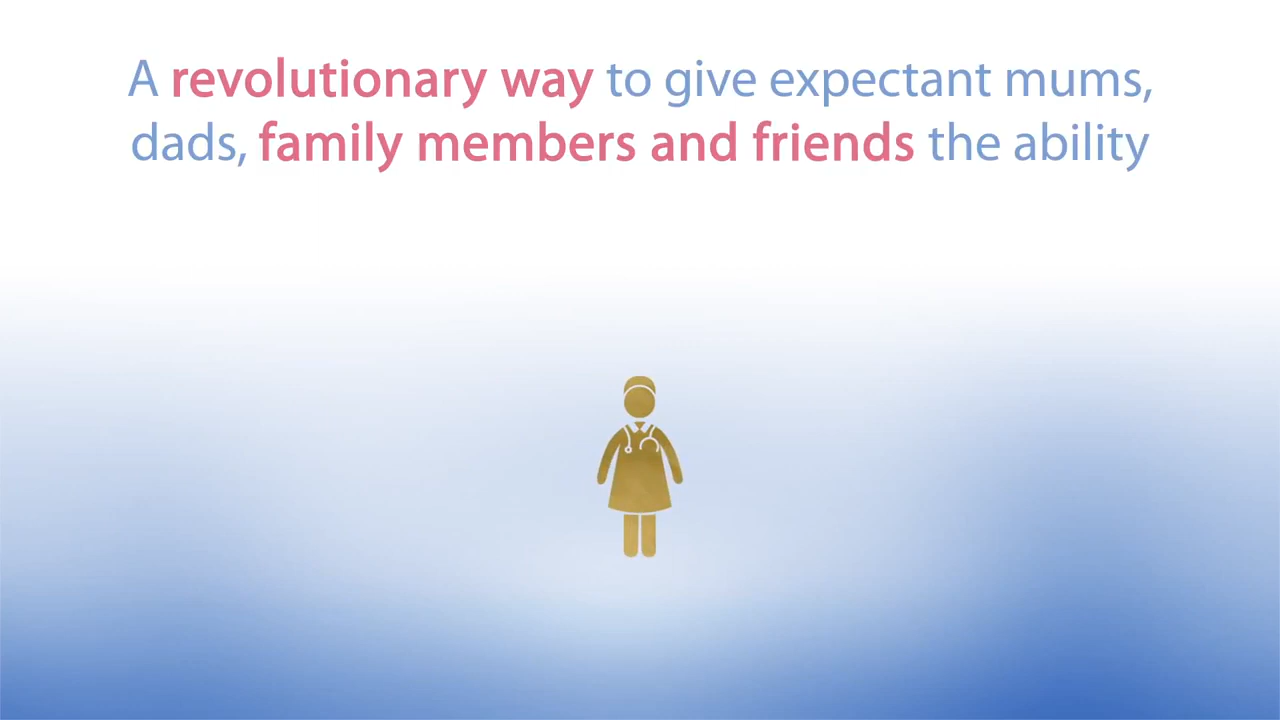 A revolutionary way to give expectant mums,
dads, family members and friends the ability